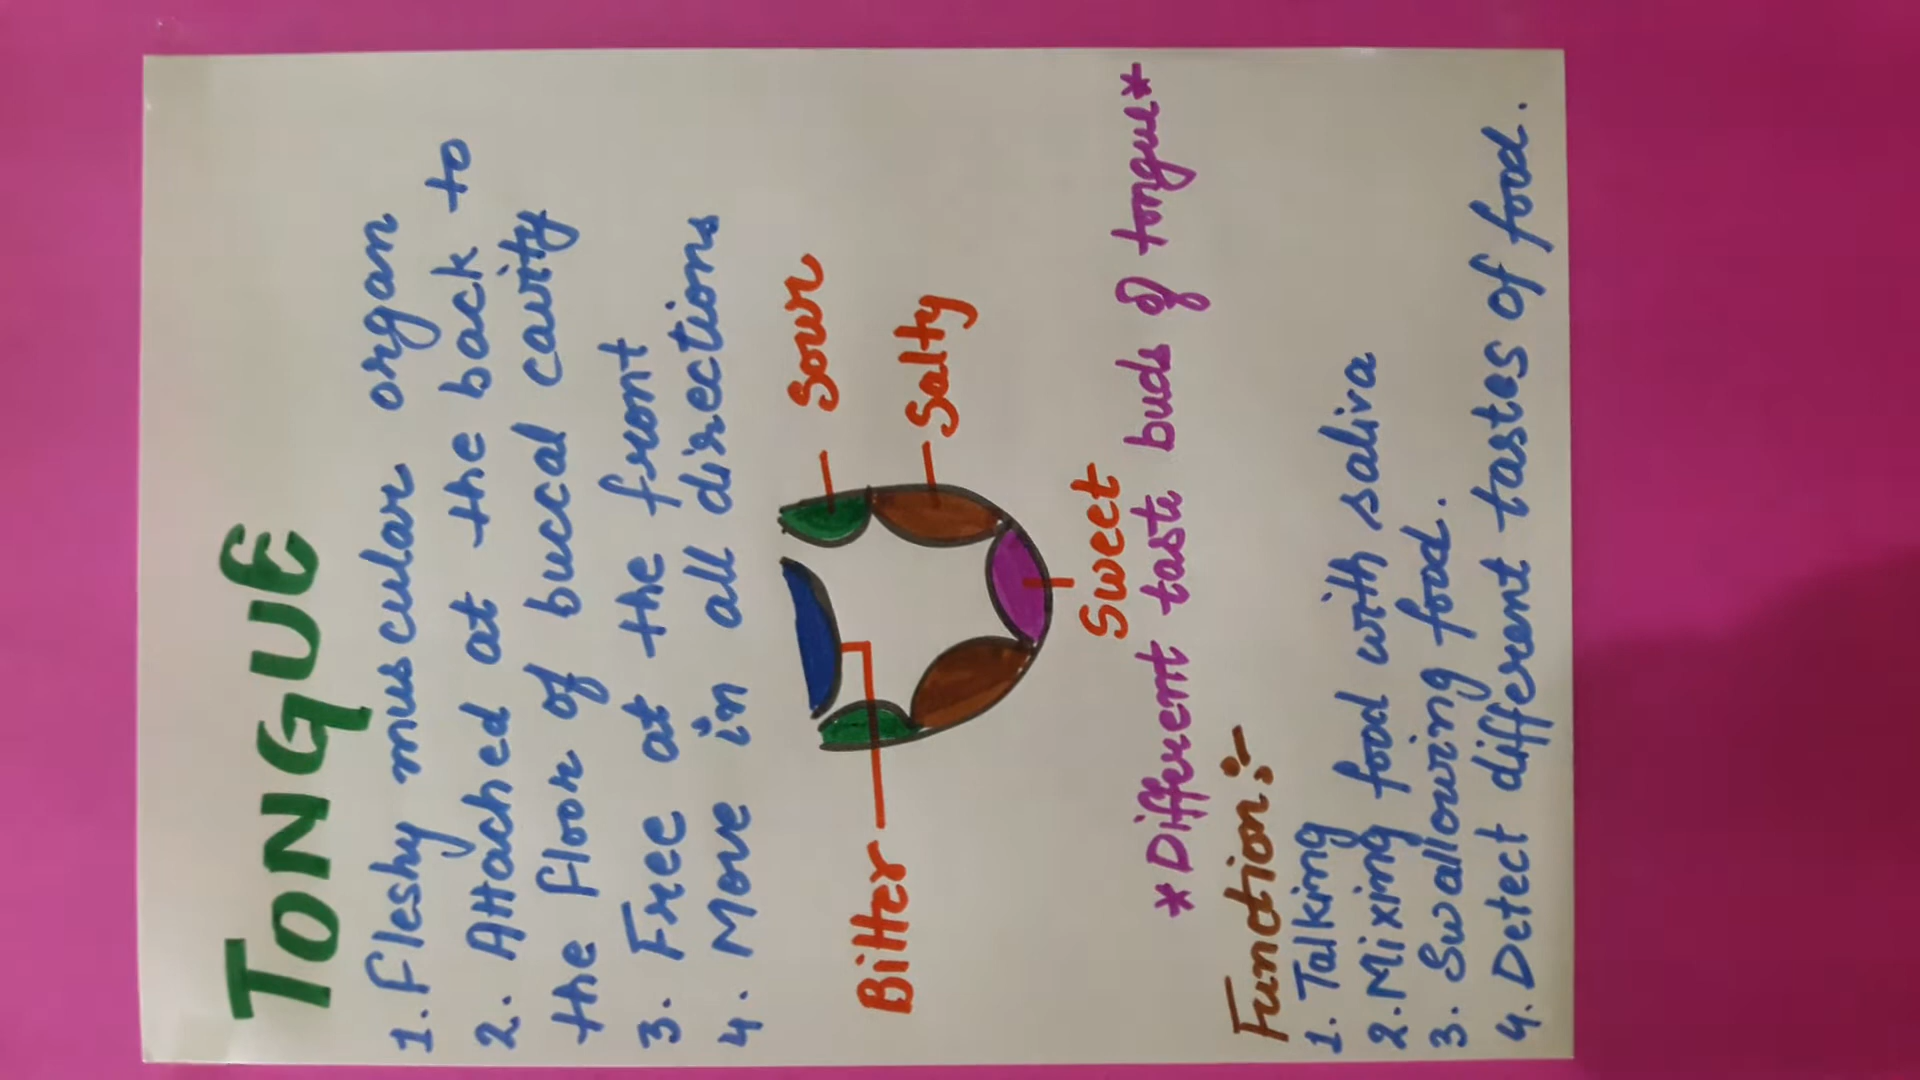 TONGUE
1. Fleshy muscular organ
2. Attached at the back to
the floor of buccal cavity
3. Free at the front
4. Move in all directions
Sour
Salty
Bitter
Sweet
*Different taste buds of tongue*
Function:-
1. Talking
2. Mixing food with saliva
3. Swallowing food.
4. Detect different tastes of food.